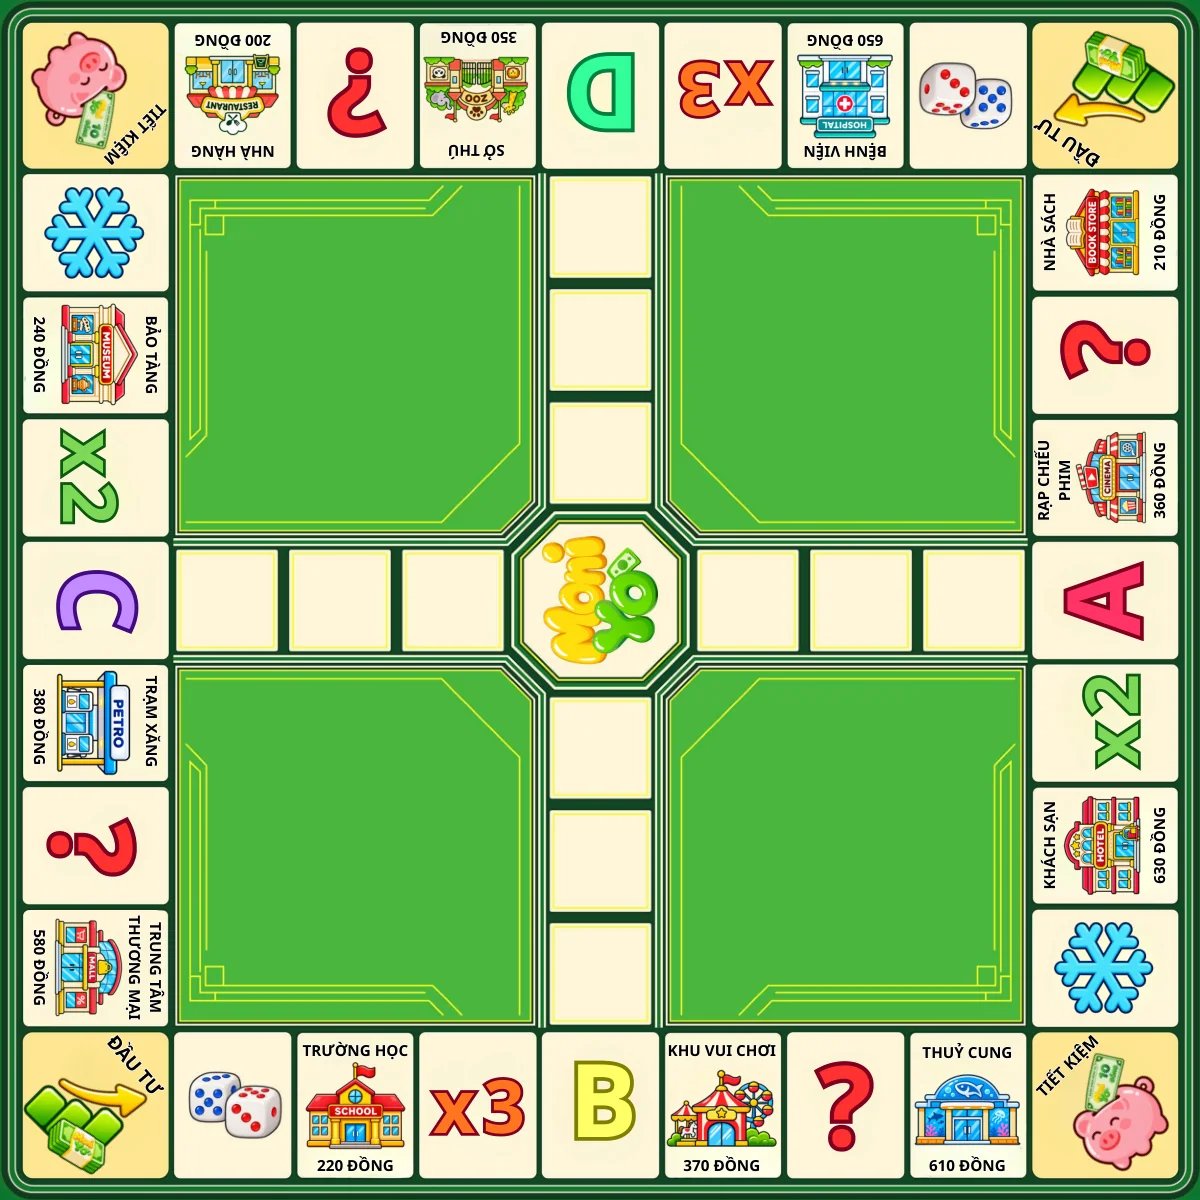 TIẾT KIỆM
200 ĐỒNG
RESTAURANT
NHÀ HÀNG
?
350 ĐỒNG
ZOO
SỞ THÚ
D
x3
650 ĐỒNG
HOSPITAL
BỆNH VIỆN
ĐẦU TƯ
NHÀ SÁCH
BOOK STORE
210 ĐỒNG
?
RẠP CHIẾU
PHIM
CINEMA
360 ĐỒNG
A
x2
KHÁCH SẠN
HOTEL
630 ĐỒNG
TIẾT KIỆM
THUỶ CUNG
610 ĐỒNG
?
KHU VUI CHƠI
370 ĐỒNG
B
x3
TRƯỜNG HỌC
SCHOOL
220 ĐỒNG
ĐẦU TƯ
TRUNG TÂM
THƯƠNG MẠI
MALL
%
580 ĐỒNG
?
TRẠM XĂNG
PETRO
380 ĐỒNG
C
x2
BẢO TÀNG
MUSEUM
240 ĐỒNG
Moni
Yo